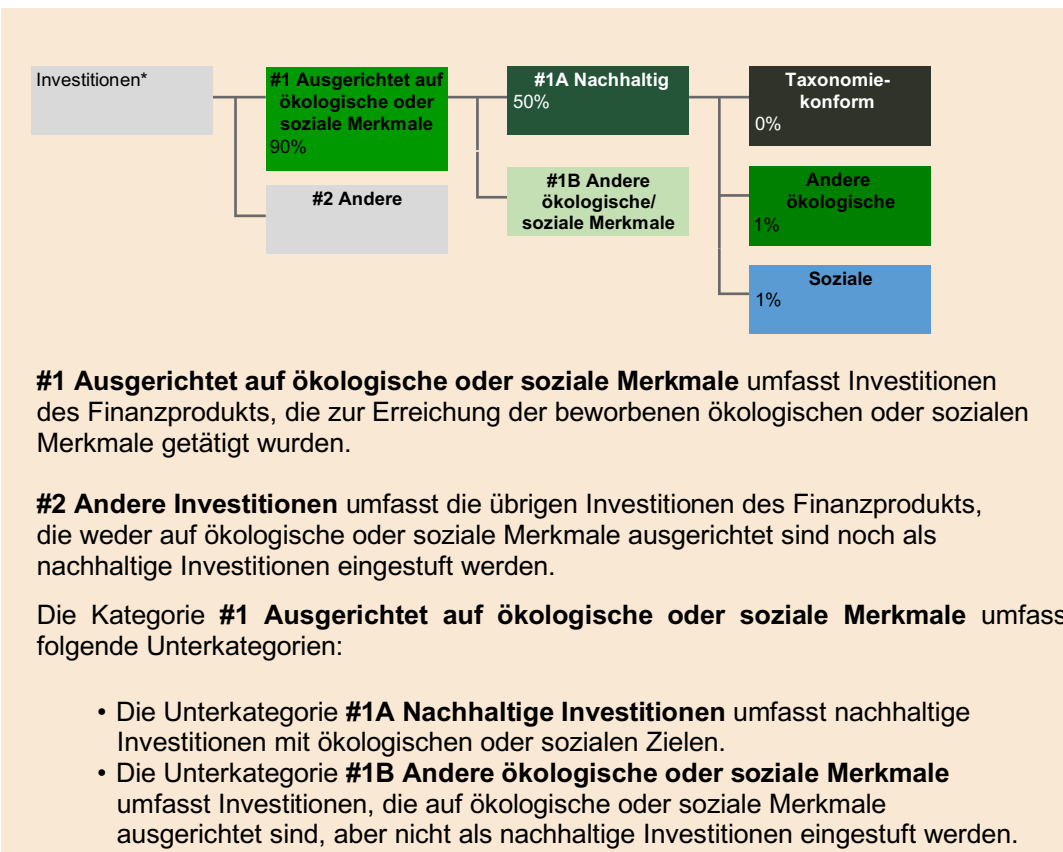 Investitionen*
#1 Ausgerichtet auf
ökologische oder
soziale Merkmale
90%
#2 Andere
#1A Nachhaltig
50%
#1B Andere
ökologische/
soziale Merkmale
Taxonomie-
konform
0%
Andere
ökologische
1%
Soziale
1%
#1 Ausgerichtet auf ökologische oder soziale Merkmale umfasst Investitionen
des Finanzprodukts, die zur Erreichung der beworbenen ökologischen oder sozialen
Merkmale getätigt wurden.
#2 Andere Investitionen umfasst die übrigen Investitionen des Finanzprodukts,
die weder auf ökologische oder soziale Merkmale ausgerichtet sind noch als
nachhaltige Investitionen eingestuft werden.
Die Kategorie #1 Ausgerichtet auf ökologische oder soziale Merkmale umfass
folgende Unterkategorien:
• Die Unterkategorie #1A Nachhaltige Investitionen umfasst nachhaltige
Investitionen mit ökologischen oder sozialen Zielen.
• Die Unterkategorie #1B Andere ökologische oder soziale Merkmale
umfasst Investitionen, die auf ökologische oder soziale Merkmale
ausgerichtet sind, aber nicht als nachhaltige Investitionen eingestuft werden.